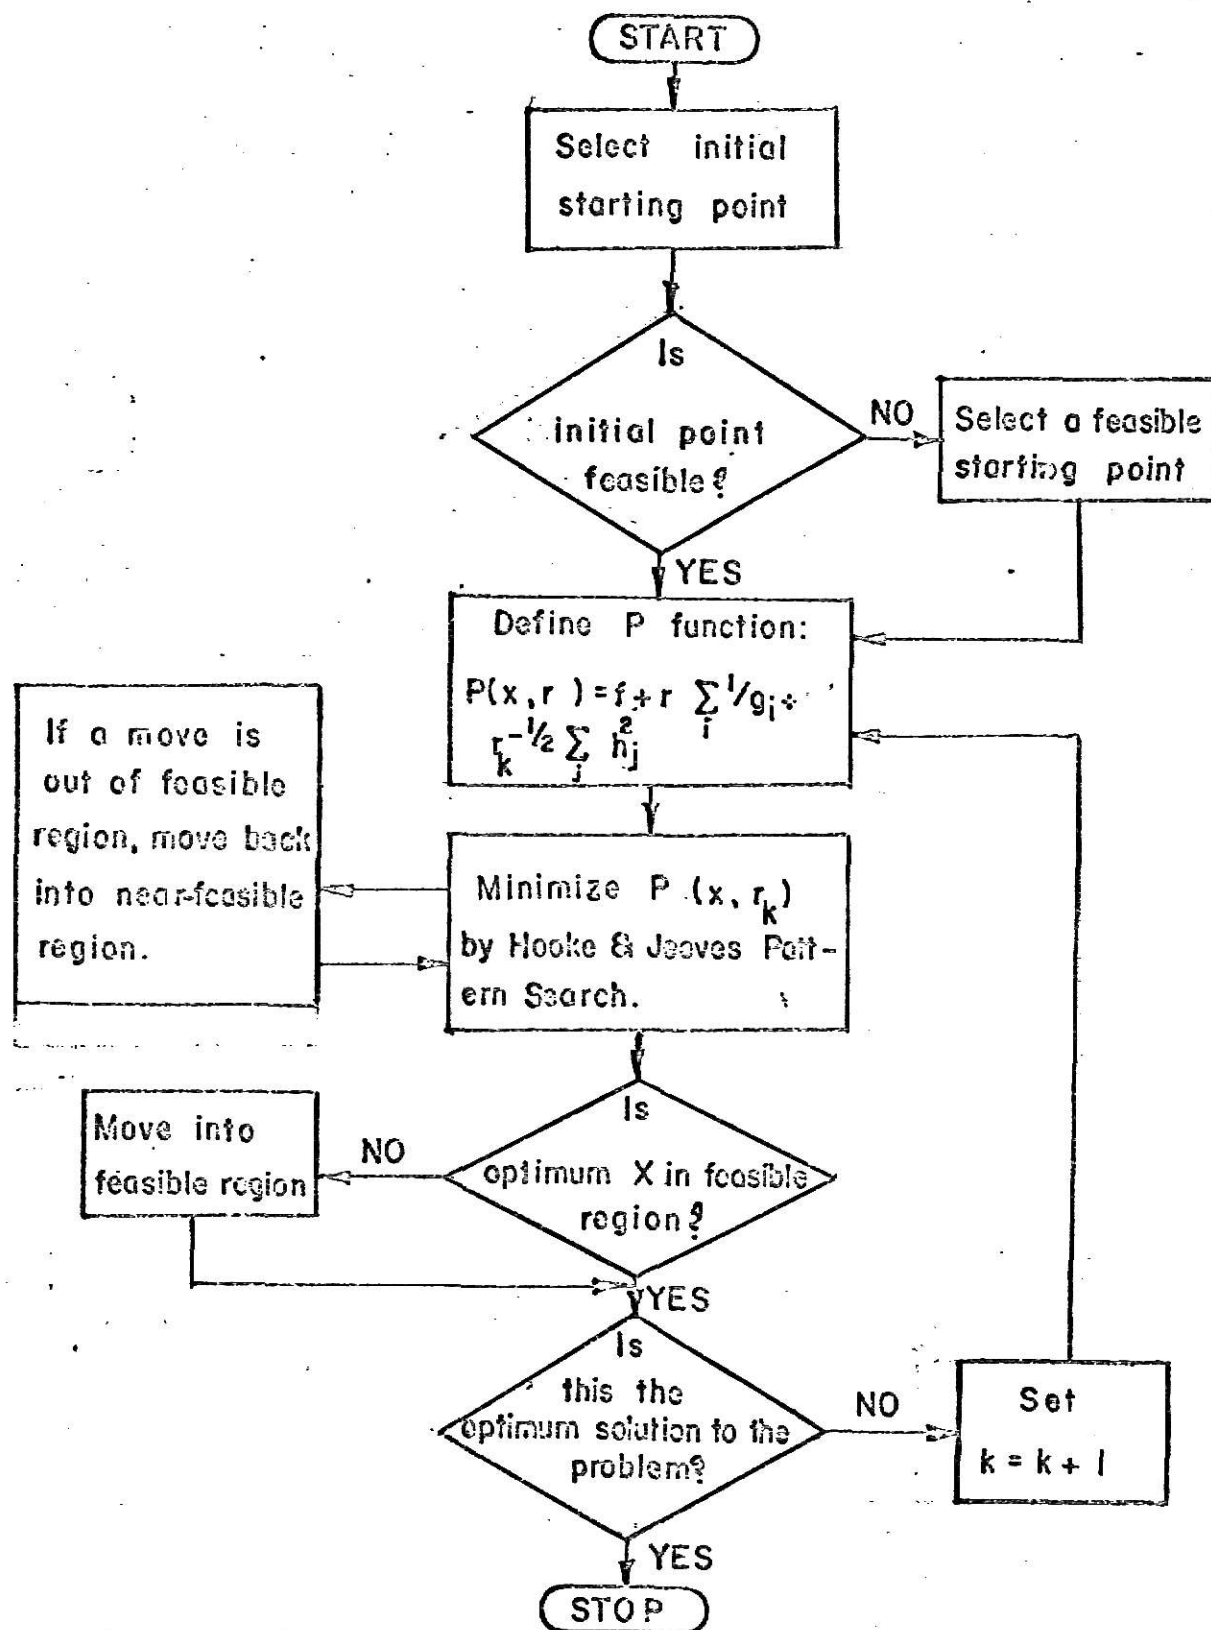 START
Select initial
starting point
Is
initial point
feasible?
NO
Select a feasible
starting point
YES
Define P function:
P(x, r ) = f + r ∑i 1/gi +
rk^-1/2 ∑j hj^2
If a move is
out of feasible
region, move back
into near-feasible
region.
Minimize P (x, rk)
by Hooke & Jeeves Patt-
ern Search.
Is
optimum X in feasible
region?
NO
Move into
feasible region
YES
Is
this the
optimum solution to the
problem?
NO
Set
k = k + 1
YES
STOP